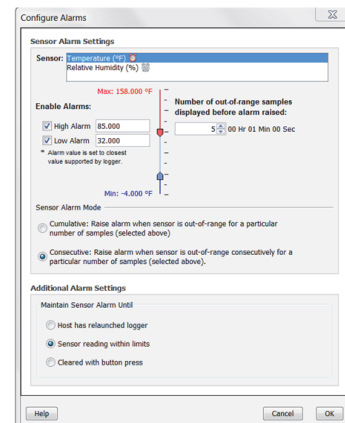 Configure Alarms
Sensor Alarm Settings
Sensor: Temperature (°F)
Relative Humidity (%)
Max: 158.000 °F
Enable Alarms:
Number of out-of-range samples
displayed before alarm raised:
High Alarm 85.000
5 00 Hr 01 Min 00 Sec
Low Alarm 32.000
* Alarm value is set to closest
value supported by logger.
Min: -4.000 °F
Sensor Alarm Mode
Cumulative: Raise alarm when sensor is out-of-range for a particular
number of samples (selected above)
Consecutive: Raise alarm when sensor is out-of-range consecutively for a
particular number of samples (selected above).
Additional Alarm Settings
Maintain Sensor Alarm Until
Host has relaunched logger
Sensor reading within limits
Cleared with button press
Help Cancel OK